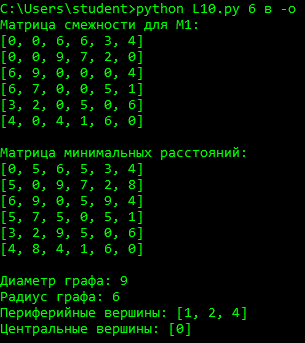 C:\Users\student>python L10.py 6 в -о
Матрица смежности для M1:
[0, 0, 6, 6, 3, 4]
[0, 0, 9, 7, 2, 0]
[6, 9, 0, 0, 0, 4]
[6, 7, 0, 0, 5, 1]
[3, 2, 0, 5, 0, 6]
[4, 0, 4, 1, 6, 0]
Матрица минимальных расстояний:
[0, 5, 6, 5, 3, 4]
[5, 0, 9, 7, 2, 8]
[6, 9, 0, 5, 9, 4]
[5, 7, 5, 0, 5, 1]
[3, 2, 9, 5, 0, 6]
[4, 8, 4, 1, 6, 0]
Диаметр графа: 9
Радиус графа: 6
Периферийные вершины: [1, 2, 4]
Центральные вершины: [0]